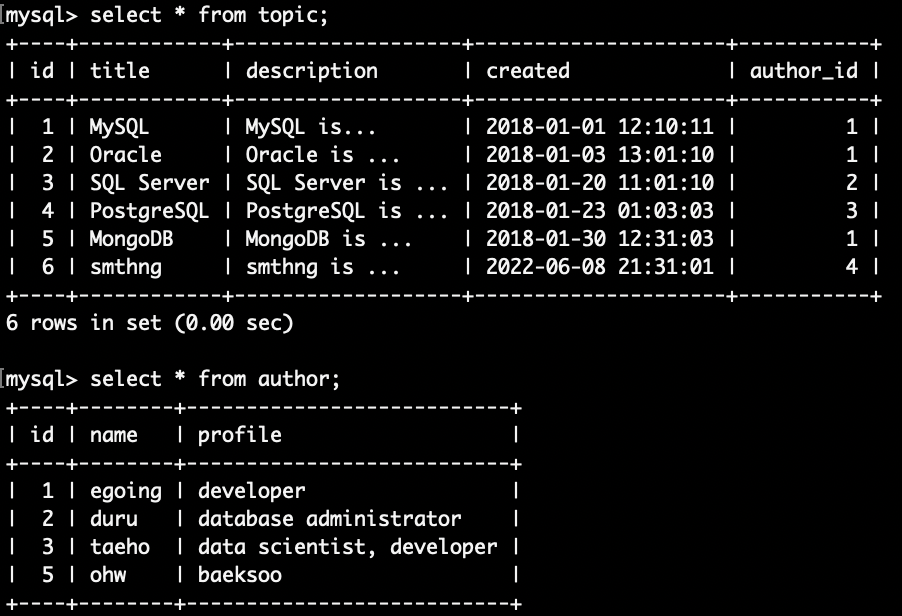 mysql> select * from topic;
+----+------------+--------------------+---------------------+-----------+
| id | title      | description        | created             | author_id |
+----+------------+--------------------+---------------------+-----------+
|  1 | MySQL      | MySQL is...        | 2018-01-01 12:10:11 |         1 |
|  2 | Oracle     | Oracle is ...      | 2018-01-03 13:01:10 |         1 |
|  3 | SQL Server | SQL Server is ...  | 2018-01-20 11:01:10 |         2 |
|  4 | PostgreSQL | PostgreSQL is ...  | 2018-01-23 01:03:03 |         3 |
|  5 | MongoDB    | MongoDB is ...     | 2018-01-30 12:31:03 |         1 |
|  6 | smthng     | smthng is ...      | 2022-06-08 21:31:01 |         4 |
+----+------------+--------------------+---------------------+-----------+
6 rows in set (0.00 sec)
mysql> select * from author;
+----+--------+---------------------------+
| id | name   | profile                   |
+----+--------+---------------------------+
|  1 | egoing | developer                 |
|  2 | duru   | database administrator    |
|  3 | taeho  | data scientist, developer |
|  5 | ohw    | baeksoo                   |
+----+--------+---------------------------+